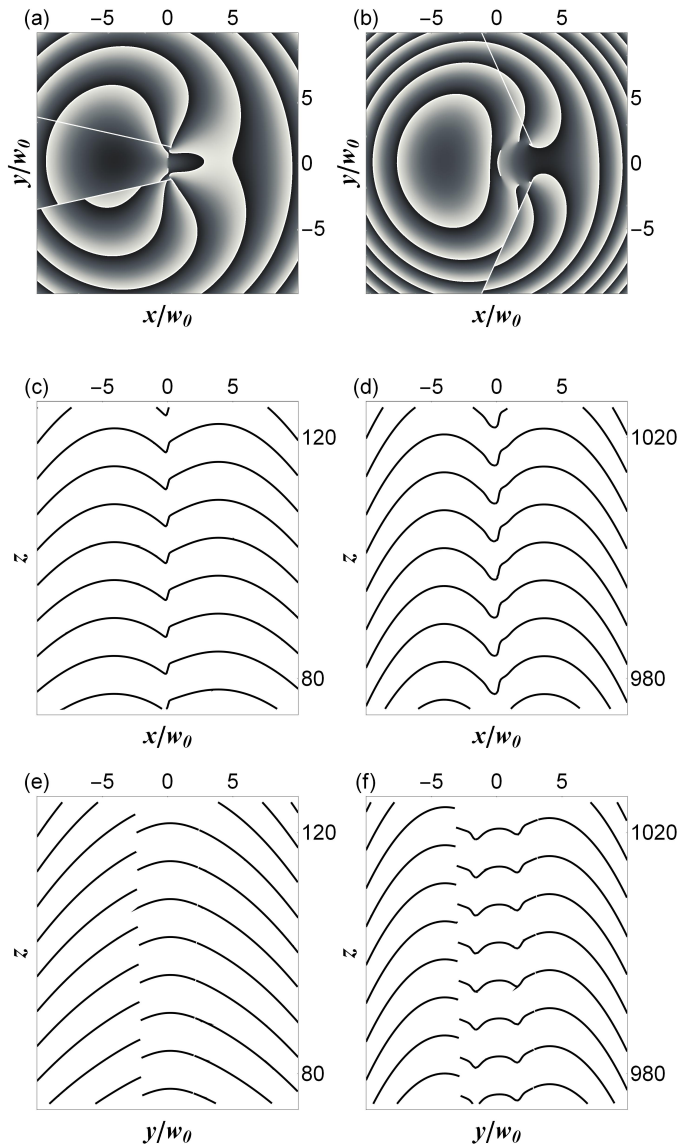 (a) −5 0 5 (b) −5 0 5
y/w0 5 0 −5 y/w0 5 0 −5
x/w0 x/w0
(c) −5 0 5 (d) −5 0 5
z 120 80 z 1020 980
x/w0 x/w0
(e) −5 0 5 (f) −5 0 5
z 120 80 z 1020 980
y/w0 y/w0